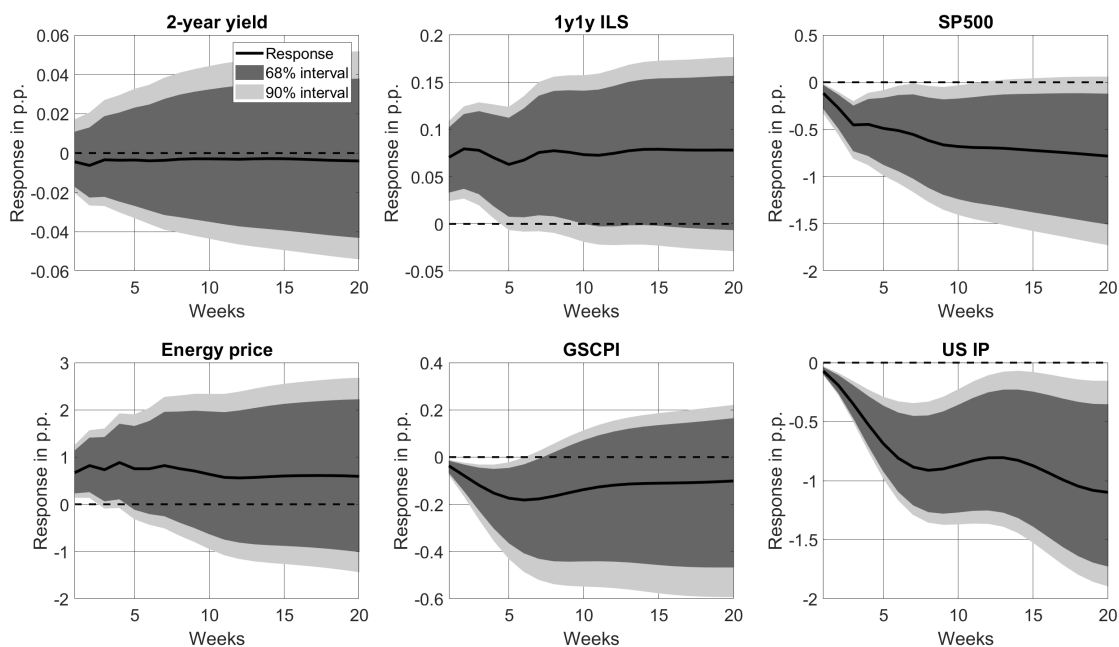 2-year yield
0.06
0.04
0.02
0
-0.02
-0.04
-0.06
Response in p.p.
5
10
15
20
Weeks
Response
68% interval
90% interval
1y1y ILS
0.2
0.15
0.1
0.05
0
-0.05
Response in p.p.
5
10
15
20
Weeks
SP500
0.5
0
-0.5
-1
-1.5
-2
Response in p.p.
5
10
15
20
Weeks
Energy price
3
2
1
0
-1
-2
Response in p.p.
5
10
15
20
Weeks
GSCPI
0.4
0.2
0
-0.2
-0.4
-0.6
Response in p.p.
5
10
15
20
Weeks
US IP
0
-0.5
-1
-1.5
-2
Response in p.p.
5
10
15
20
Weeks